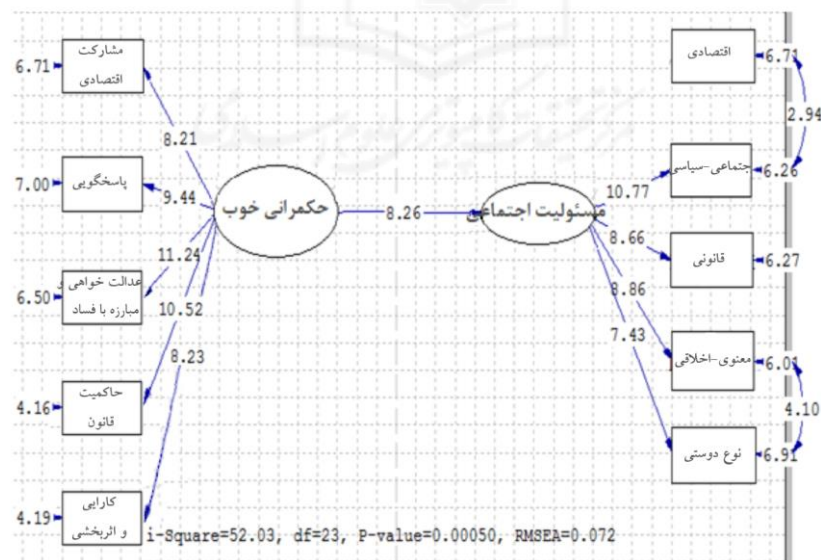 مشارکت
اقتصادی
6.71
پاسخگویی
7.00
عدالت خواهی و
مبارزه با فساد
6.50
حاکمیت
قانون
4.16
کارایی
و اثربخشی
4.19
8.21
9.44
11.24
10.52
8.23
حکمرانی خوب
8.26
مسئولیت اجتماعی
10.77
8.66
8.86
7.43
اقتصادی
6.71
2.94
جتماعی-سیاسی
6.26
قانونی
6.27
معنوی-اخلاقی
6.01
4.10
نوع دوستی
6.91
i-Square=52.03, df=23, P-value=0.00050, RMSEA=0.072